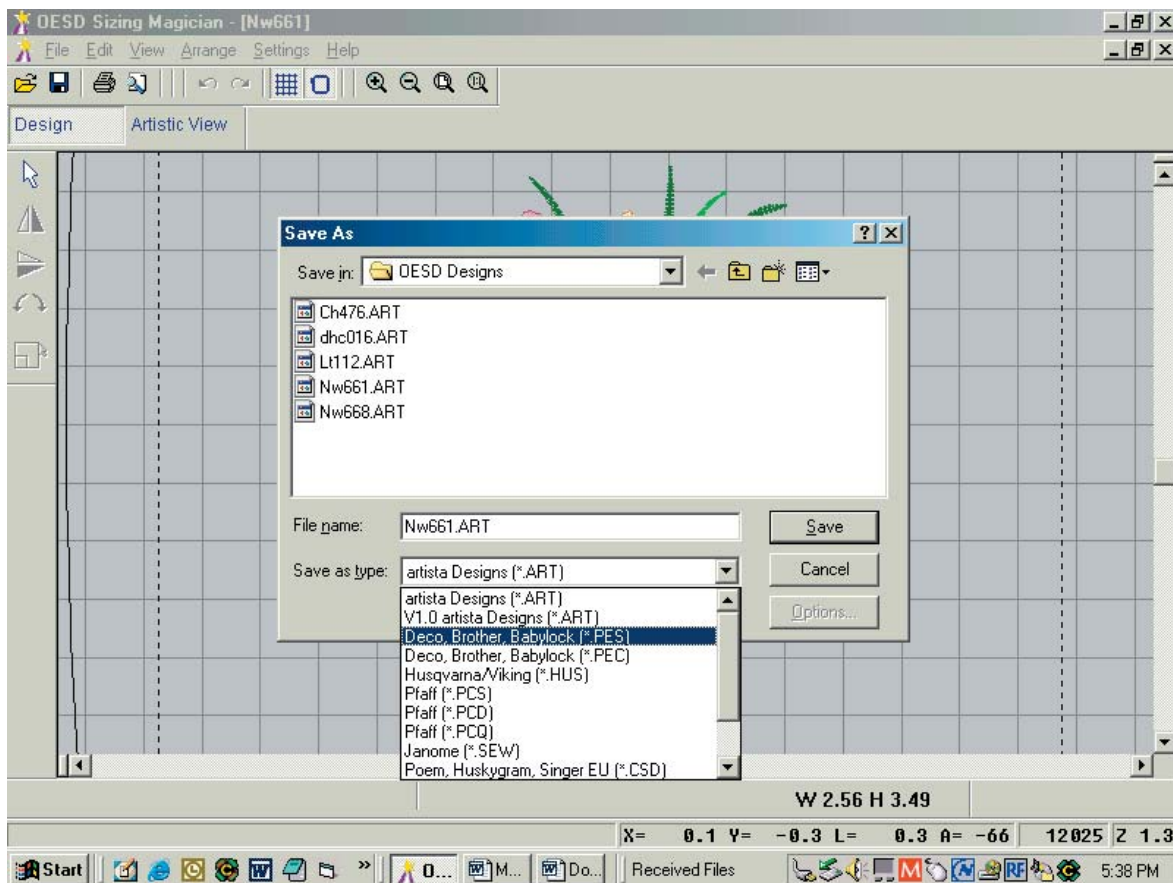 OESD Sizing Magician - [Nw661]
File Edit View Arrange Settings Help
Design Artistic View
Save As
Save in: OESD Designs
Ch476.ART
dhc016.ART
Lt112.ART
Nw661.ART
Nw668.ART
File name: Nw661.ART Save
Save as type: artista Designs (*.ART) Cancel
artista Designs (*.ART)
Options...
V1.0 artista Designs (*.ART)
Deco, Brother, Babylock (*.PES)
Deco, Brother, Babylock (*.PEC)
Husqvarna/Viking (*.HUS)
Pfaff (*.PCS)
Pfaff (*.PCD)
Pfaff (*.PCQ)
Janome (*.SEW)
Poem, Huskygram, Singer EU (*.CSD)
W 2.56 H 3.49
X= 0.1 Y= -0.3 L= 0.3 A= -66 12025 Z 1.3
Start » O... M... Do... Received Files RF 5:38 PM